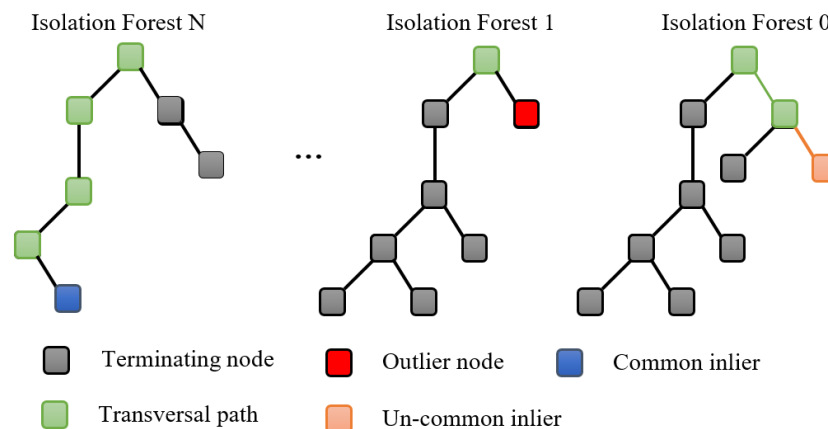 Isolation Forest N
Isolation Forest 1
Isolation Forest 0
...
Terminating node
Outlier node
Common inlier
Transversal path
Un-common inlier